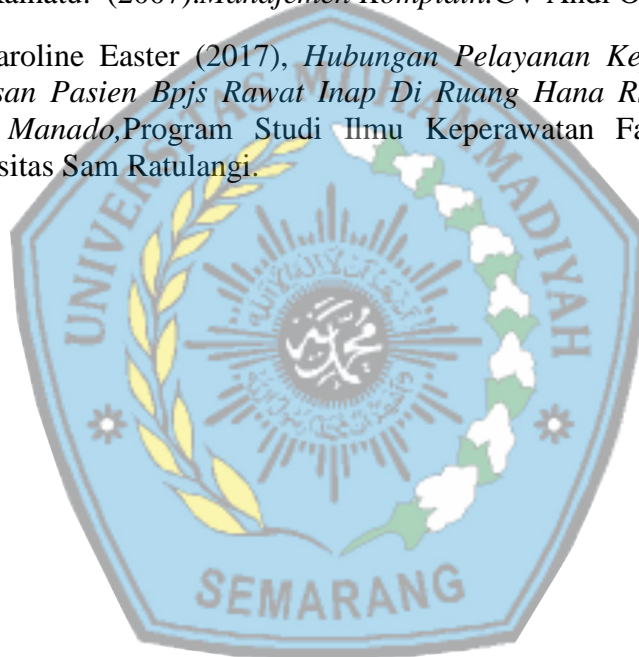 (2007).Manajemen Komplain.CV Andi O
aroline Easter (2017), Hubungan Pelayanan Ke
san Pasien Bpjs Rawat Inap Di Ruang Hana R
Manado,Program Studi Ilmu Keperawatan Fa
sitas Sam Ratulangi.
UNIVERSITAS MUHAMMADIYAH
SEMARANG